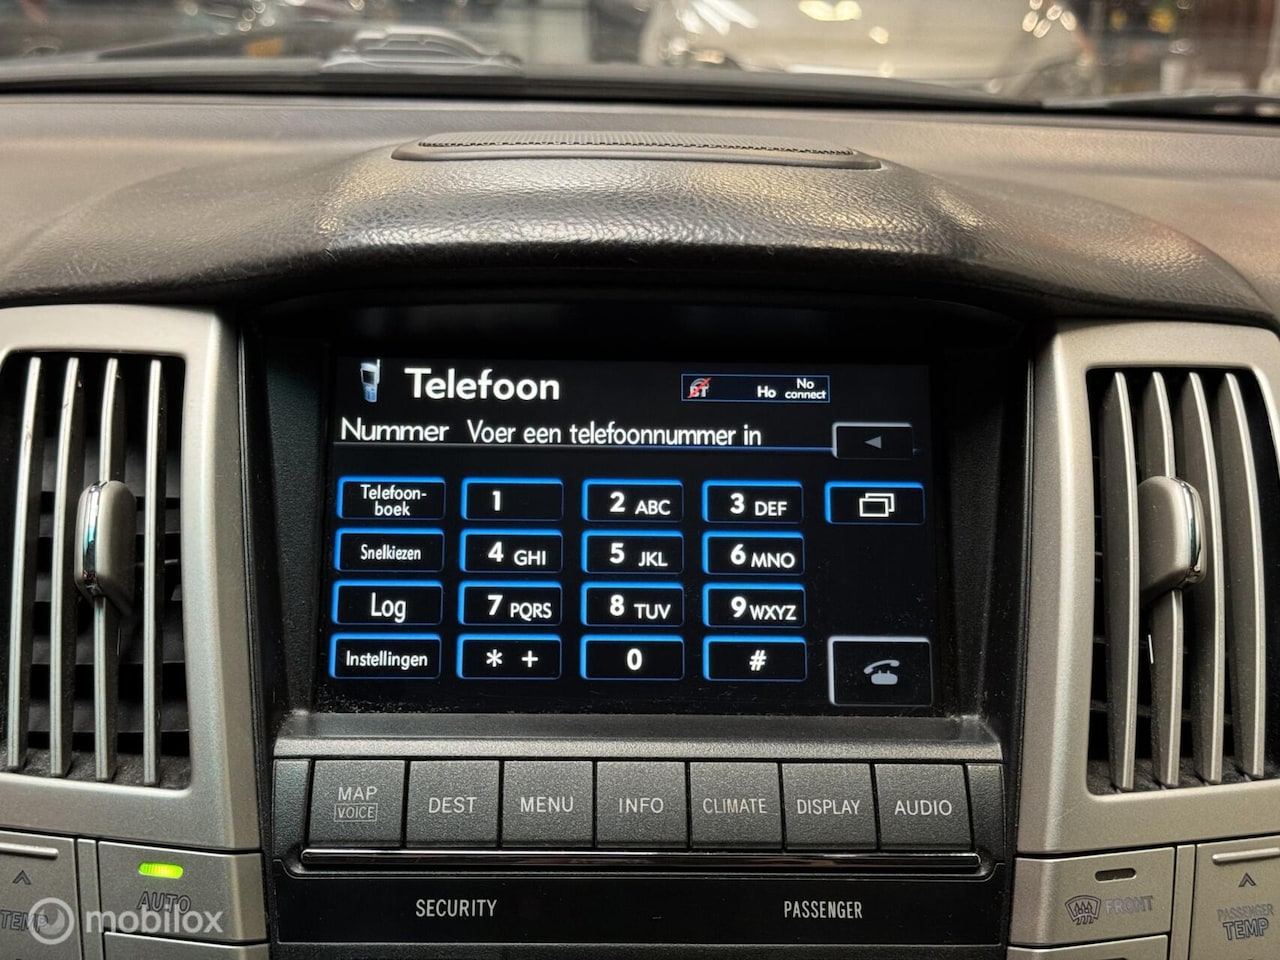 Telefoon
BT Ho No connect
Nummer Voer een telefoonnummer in
Telefoon-
boek
1
2 ABC
3 DEF
Snelkiezen
4 GHI
5 JKL
6 MNO
Log
7 PQRS
8 TUV
9 WXYZ
Instellingen
* +
0
#
MAP
VOICE
DEST
MENU
INFO
CLIMATE
DISPLAY
AUDIO
TEMP
AUTO
SECURITY
PASSENGER
FRONT
PASSENGER
TEMP
mobilox